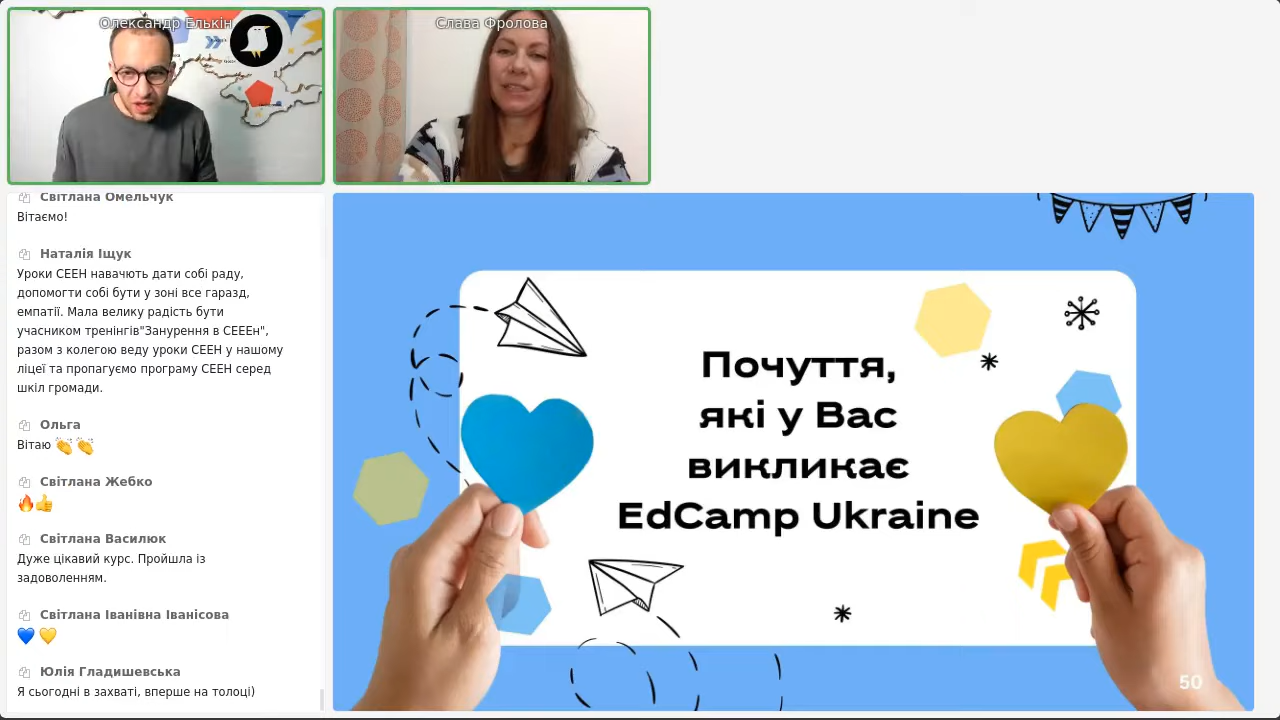 Олександр Елькін
Слава Фролова
Світлана Омельчук
Вітаємо!
Наталія Іщук
Уроки СЕЕН навачють дати собі раду,
допомогти собі бути у зоні все гаразд,
емпатії. Мала велику радість бути
учасником тренінгів"Занурення в СЕЕЕн",
разом з колегою веду уроки СЕЕН у нашому
ліцеї та пропагуємо програму СЕЕН серед
шкіл громади.
Ольга
Вітаю 👏 👏
Світлана Жебко
🔥👍
Світлана Василюк
Дуже цікавий курс. Пройшла із
задоволенням.
Світлана Іванівна Іванісова
💙 💛
Юлія Гладишевська
Я сьогодні в захваті, вперше на толоці)
Почуття,
які у Вас
викликає
EdCamp Ukraine
50